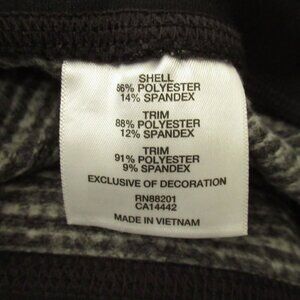 SHELL
86% POLYESTER
14% SPANDEX
TRIM
88% POLYESTER
12% SPANDEX
TRIM
91% POLYESTER
9% SPANDEX
EXCLUSIVE OF DECORATION
RN88201
CA14442
MADE IN VIETNAM